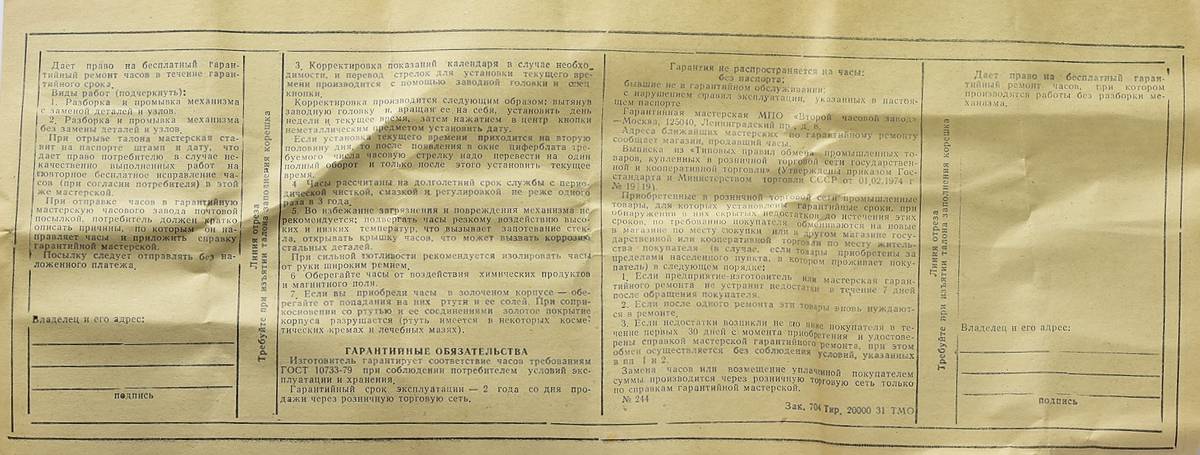 Дает право на бесплатный гаран-
тийный ремонт часов в течение гаран-
тийного срока.
Виды работ (подчеркнуть):
1. Разборка и промывка механизма
с заменой деталей и узлов.
2. Разборка и промывка механизма
без замены деталей и узлов.
При отрыве талона мастерская ста-
вит на паспорте штамп и дату, что
дает право потребителю в случае не-
качественно выполненных работ на
повторное бесплатное исправление часов
(при согласии потребителя) в этой
же мастерской.
При отправке часов в гарантийную
мастерскую часового завода почтовой
посылкой, потребитель должен кратко
описать причины, по которым он на-
правляет часы и приложить справку
гарантийной мастерской.
Посылку следует отправлять без на-
ложенного платежа.
Владелец и его адрес:
подпись
Линия отреза
Требуйте при изъятии талона заполнения корешка
3. Корректировка показаний календаря в случае необхо-
димости, и перевод стрелок для установки текущего вре-
мени производится с помощью заводной головки и спец
кнопки.
Корректировка производится следующим образом: вытянув
заводную головку и вращая ее на себя, установить день
недели и текущее время, затем нажатием в центр кнопки
неметаллическим предметом установить дату.
Если установка текущего времени приходится на вторую
половину дня, то после появления в окне циферблата тре-
буемого числа часовую стрелку надо перевести на один
полный оборот и только после этого установить текущее
время.
4 Часы рассчитаны на долголетний срок службы с перио-
дической чисткой, смазкой и регулировкой не реже одного
раза в 3 года.
5. Во избежание загрязнения и повреждения механизма не
рекомендуется подвергать часы резкому воздействию высо-
ких и низких температур, что вызывает запотевание стек-
ла, открывать крышку часов, что может вызвать коррозию
стальных деталей.
При сильной потливости рекомендуется изолировать часы
от руки широким ремнем.
6 Оберегайте часы от воздействия химических продуктов
и магнитного поля.
7. Если вы приобрели часы в золоченом корпусе — обе-
регайте от попадания на них ртути и ее солей. При сопри-
косновении со ртутью и ее соединениями золотое покрытие
корпуса разрушается (ртуть имеется в некоторых косме-
тических кремах и лечебных мазях).
ГАРАНТИЙНЫЕ ОБЯЗАТЕЛЬСТВА
Изготовитель гарантирует соответствие часов требованиям
ГОСТ 10733-79 при соблюдении потребителем условий экс-
плуатации и хранения.
Гарантийный срок эксплуатации — 2 года со дня про-
дажи через розничную торговую сеть.
Гарантия не распространяется на часы:
без паспорта;
бывшие не в гарантийном обслуживании;
с нарушением правил эксплуатации, указанных в настоя-
щем паспорте
Гарантийная мастерская МПО «Второй часовой завод»
—Москва, 125040, Ленинградский пр., д. 8.
Адреса ближайших мастерских по гарантийному ремонту
сообщает магазин, продавший часы.
Выписка из «Типовых правил обмена промышленных то-
варов, купленных в розничной торговой сети государствен-
ной и кооперативной торговли» (Утверждены приказом Гос-
стандарта и Министерством торговли СССР от 01.02.1974 г
№ 19/19).
Приобретенные в розничной торговой сети промышленные
товары, для которых установлены гарантийные сроки, при
обнаружении в них скрытых недостатков до истечения этих
сроков, по требованию покупателя обмениваются на новые
в магазине по месту покупки или в другом магазине госу-
дарственной или кооперативной торговли по месту житель-
ства покупателя (в случае, если товары приобретены за
пределами населенного пункта, в котором проживает поку-
патель) в следующем порядке:
1. Если предприятие-изготовитель или мастерская гаран-
тийного ремонта не устранит недостатки в течение 7 дней
после обращения покупателя.
2. Если после одного ремонта эти товары вновь нуждают-
ся в ремонте.
3. Если недостатки возникли не по вине покупателя в те-
чение первых 30 дней с момента приобретения и удостове-
рены справкой мастерской гарантийного ремонта, при этом
обмен осуществляется без соблюдения условий, указанных
в пп 1 и 2.
Замена часов или возмещение уплаченной покупателем
суммы производится через розничную торговую сеть только
по справкам гарантийной мастерской.
№ 244
Зак. 704 Тир. 20000 31 ТМО
Линия отреза
Требуйте при изъятии талона заполнения корешка
Дает право на бесплатный гаран-
тийный ремонт часов, при котором
производятся работы без разборки ме-
ханизма.
Владелец и его адрес:
подпись